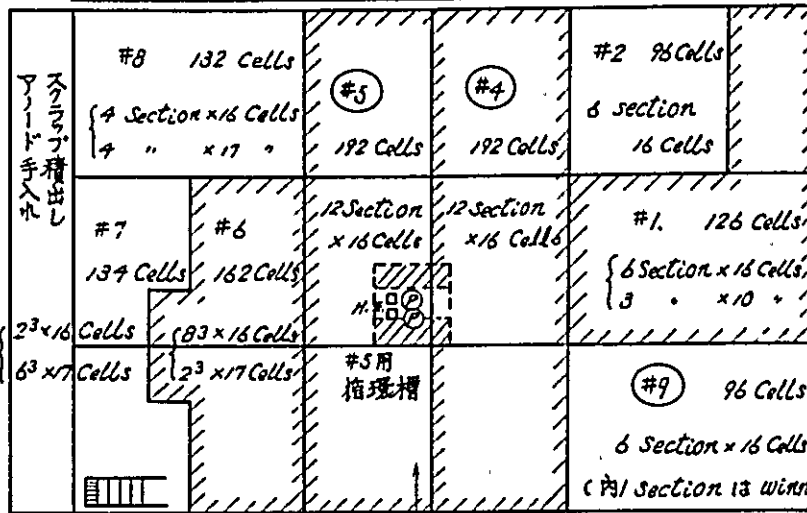 スクラップ積出し
アノード手入れ
#8 132 Cells
{4 Section ×16 Cells
4 〃 ×17 〃
#5
192 Cells
#4
192 Cells
#2 96 Cells
6 section
16 Cells
#7
134 Cells
{2³×16 Cells
6³×17 Cells
#6
162 Cells
{83×16 Cells
2³×17 Cells
12 Section
×16 Cells
12 Section
×16 Cells
P
P
#5用
循環槽
#1. 126 Cells
{6 Section ×16 Cells
3 〃 ×10 〃
#9 96 Cells
6 Section × 16 Cells
(内1 Section は Winn